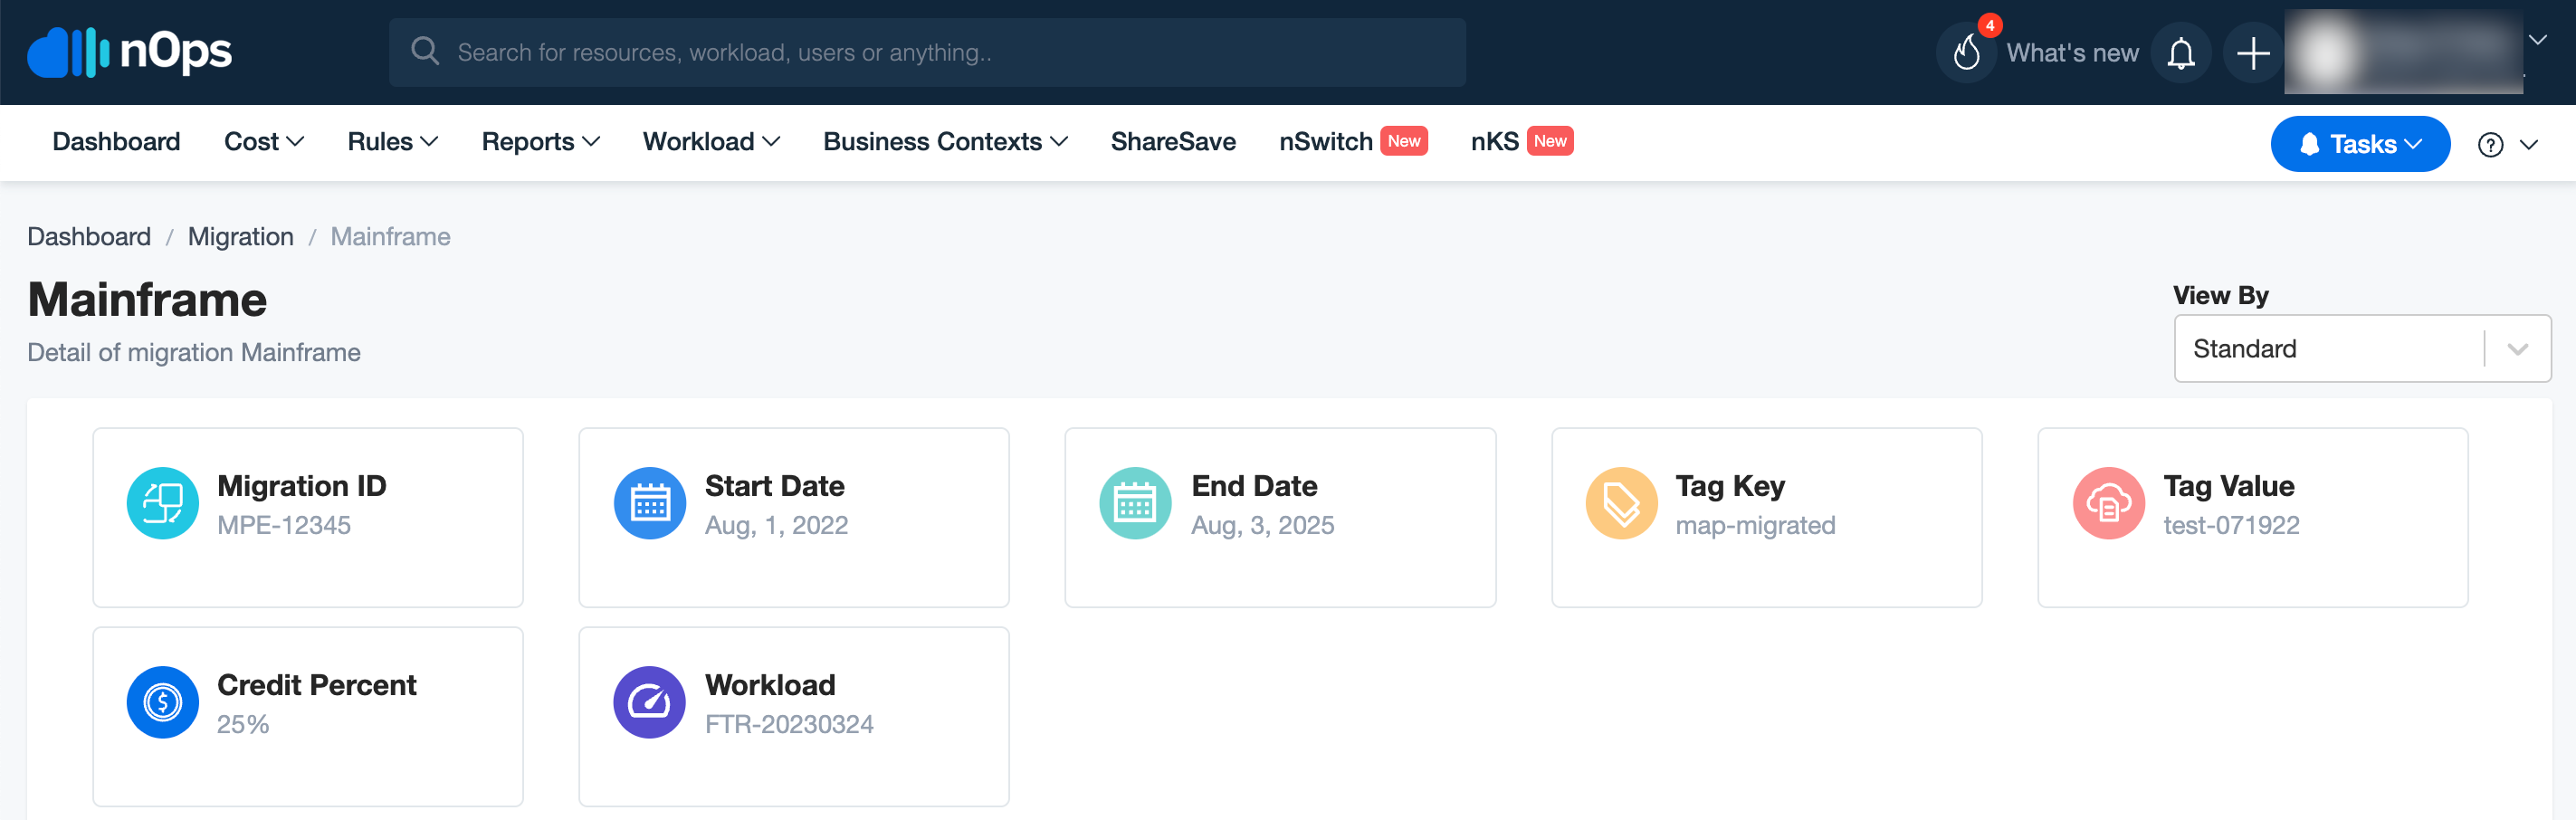 nOps
Search for resources, workload, users or anything..
4
What's new
Dashboard Cost Rules Reports Workload Business Contexts ShareSave nSwitch New nKS New
Tasks
?
Dashboard / Migration / Mainframe
Mainframe
Detail of migration Mainframe
View By
Standard
Migration ID
MPE-12345
Start Date
Aug, 1, 2022
End Date
Aug, 3, 2025
Tag Key
map-migrated
Tag Value
test-071922
Credit Percent
25%
Workload
FTR-20230324